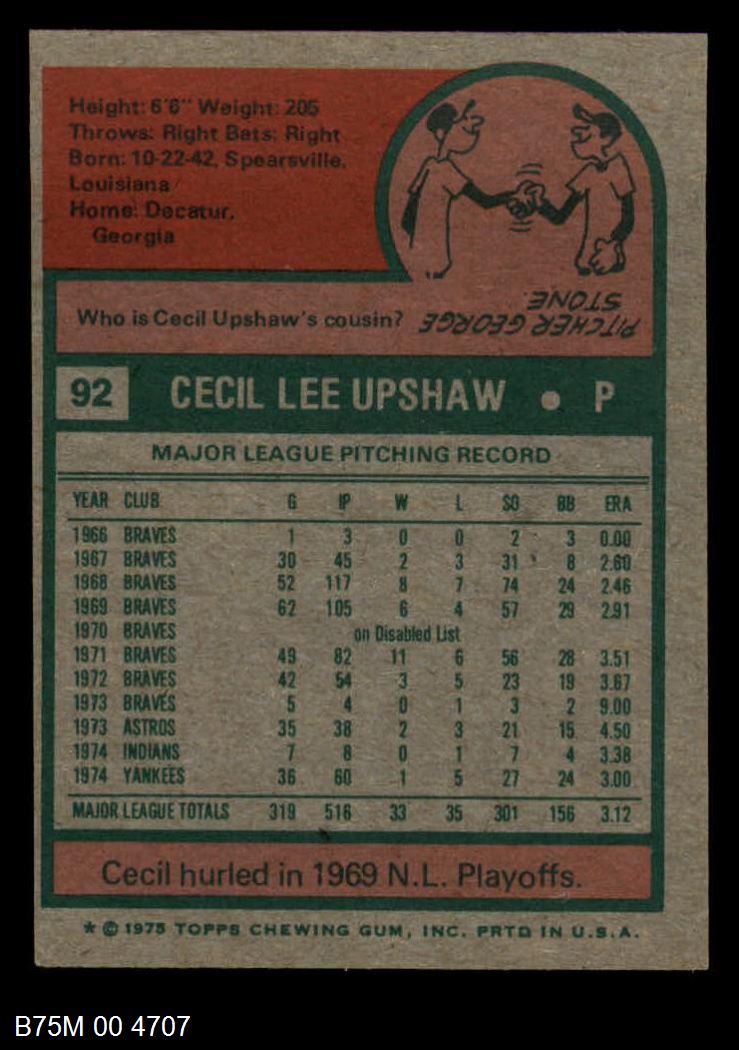 Height: 6'6" Weight: 205
Throws: Right Bats: Right
Born: 10-22-42, Spearsville,
Louisiana
Home: Decatur,
Georgia
Who is Cecil Upshaw's cousin?
PITCHER GEORGE
STONE.
92 CECIL LEE UPSHAW • P
MAJOR LEAGUE PITCHING RECORD
YEAR CLUB G IP W L SO BB ERA
1966 BRAVES 1 3 0 0 2 3 0.00
1967 BRAVES 30 45 2 3 31 8 2.60
1968 BRAVES 52 117 8 7 74 24 2.46
1969 BRAVES 62 105 6 4 57 29 2.91
1970 BRAVES on Disabled List
1971 BRAVES 49 82 11 6 56 28 3.51
1972 BRAVES 42 54 3 5 23 19 3.67
1973 BRAVES 5 4 0 1 3 2 9.00
1973 ASTROS 35 38 2 3 21 15 4.50
1974 INDIANS 7 8 0 1 7 4 3.38
1974 YANKEES 36 60 1 5 27 24 3.00
MAJOR LEAGUE TOTALS 319 516 33 35 301 156 3.12
Cecil hurled in 1969 N.L. Playoffs.
* © 1975 TOPPS CHEWING GUM, INC. PRTD IN U.S.A.
B75M 00 4707